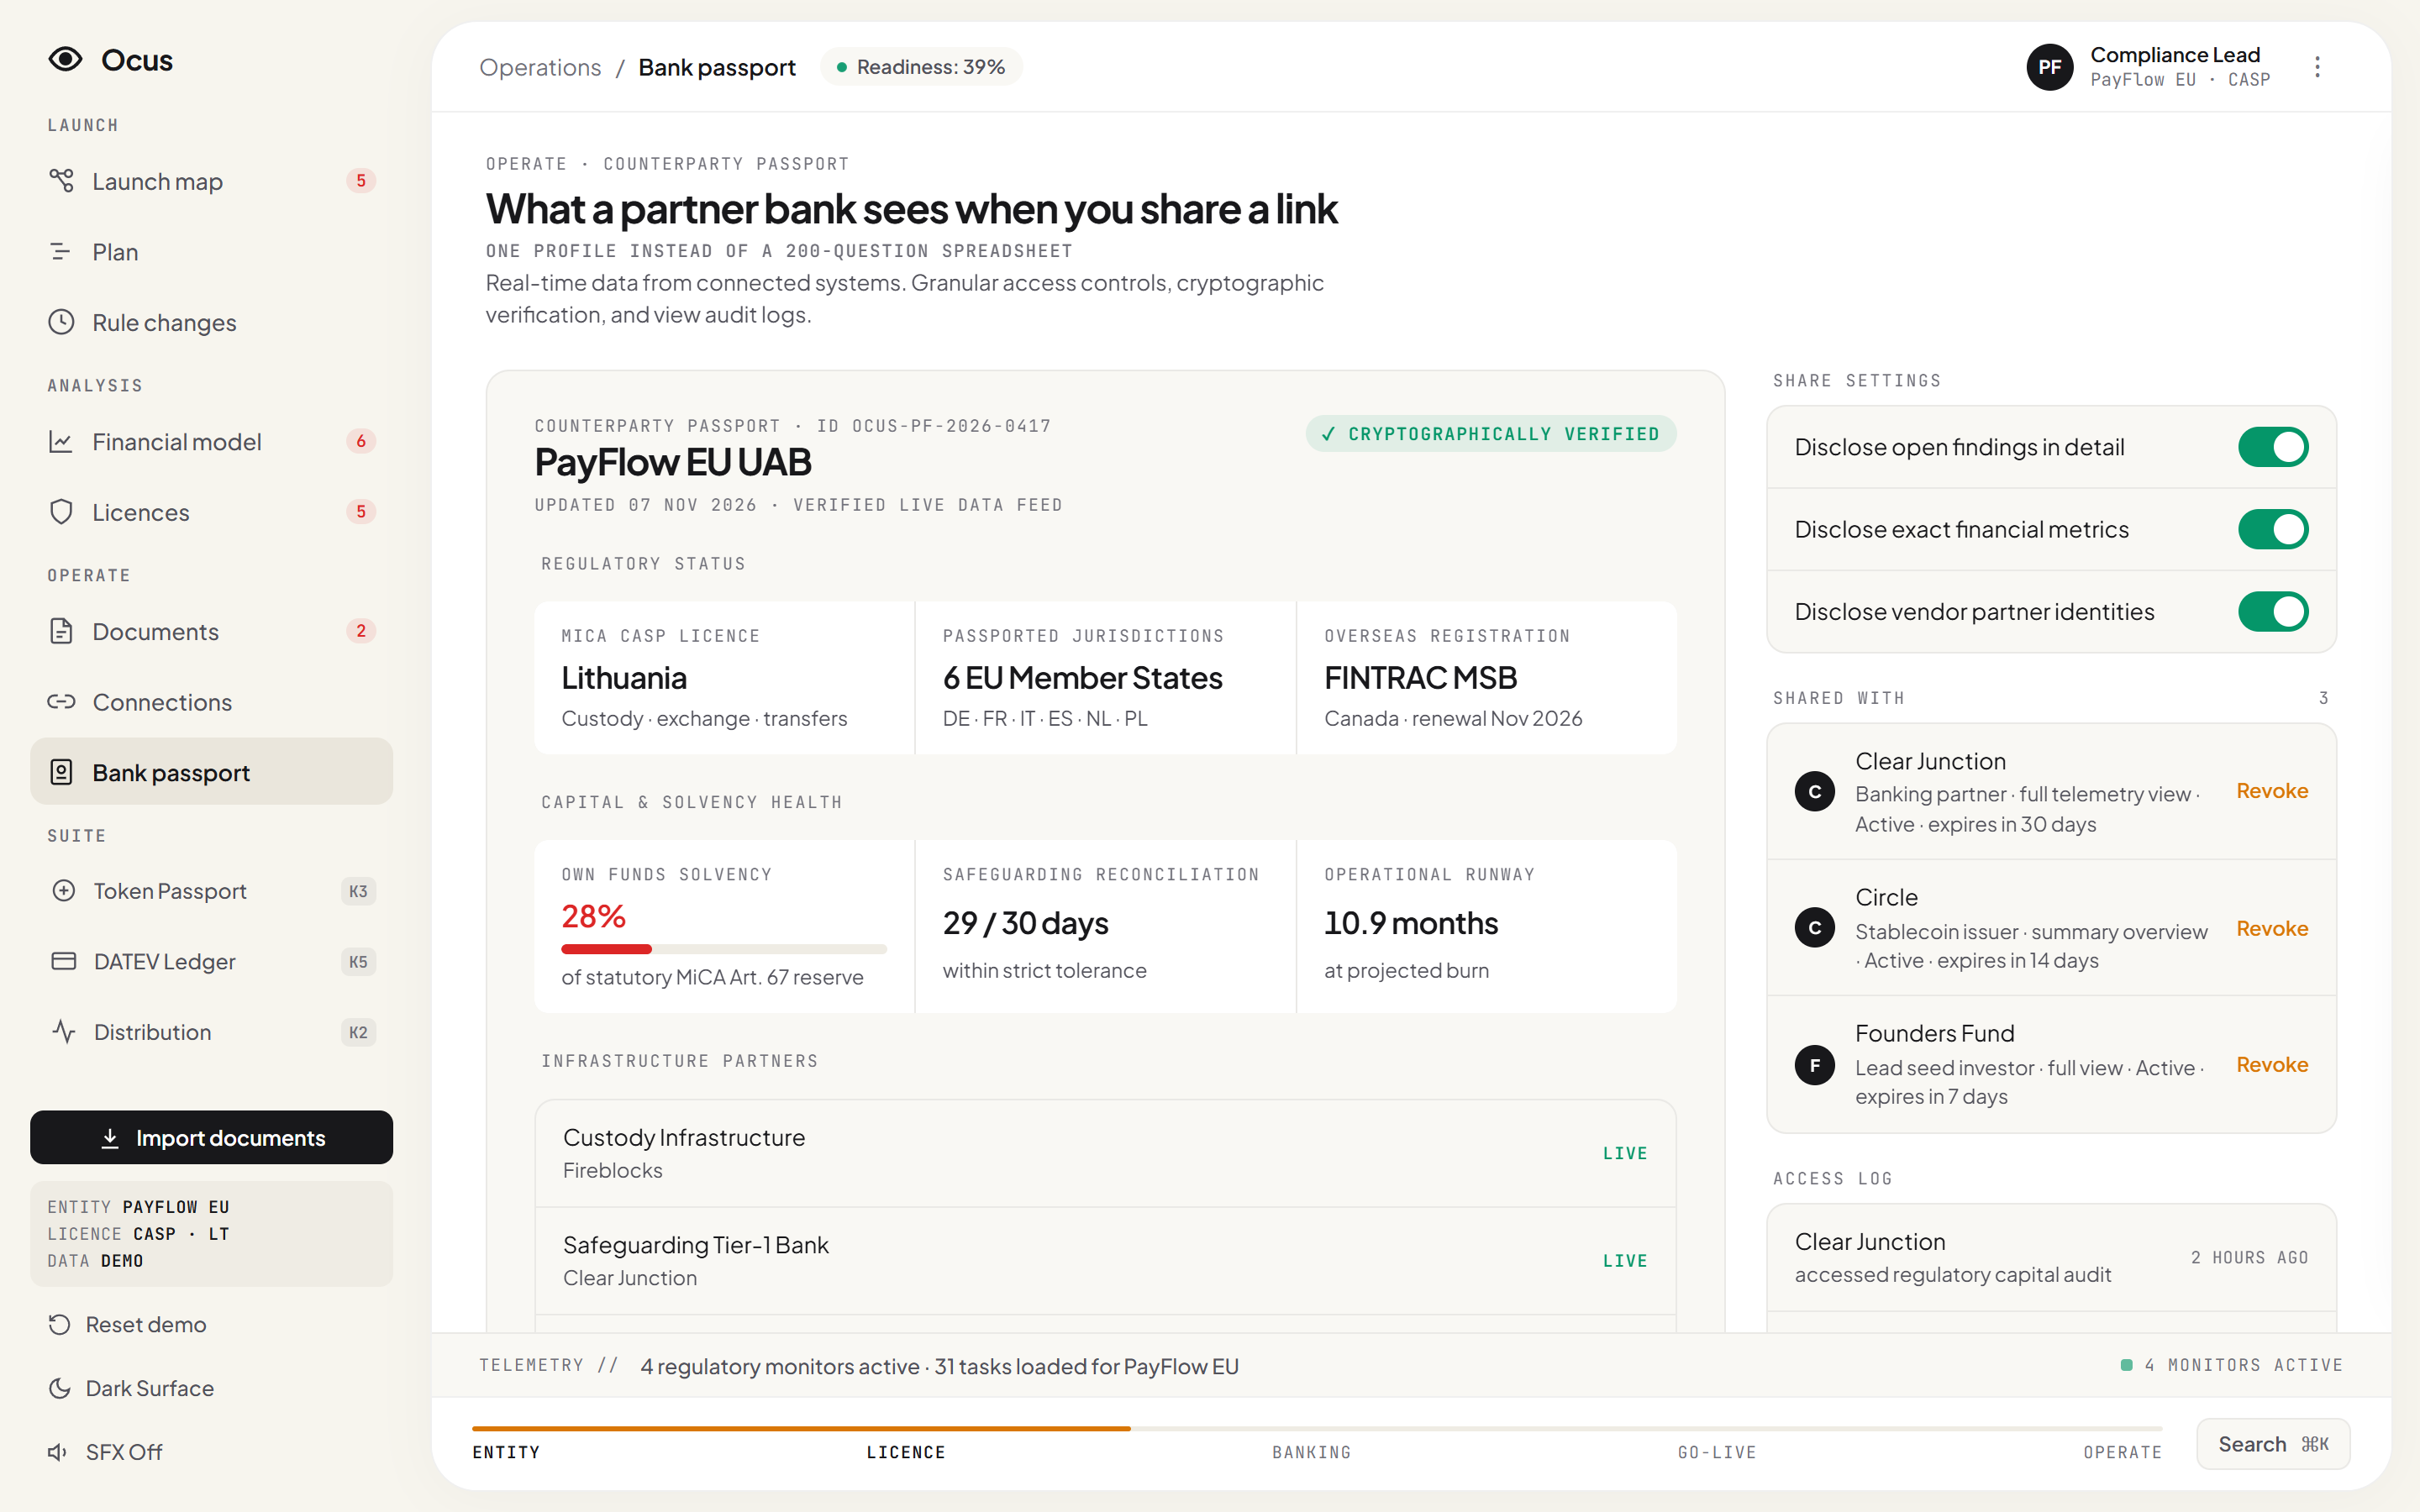 Ocus
LAUNCH
Launch map 5
Plan
Rule changes
ANALYSIS
Financial model 6
Licences 5
OPERATE
Documents 2
Connections
Bank passport
SUITE
Token Passport K3
DATEV Ledger K5
Distribution K2
Import documents
ENTITY PAYFLOW EU
LICENCE CASP · LT
DATA DEMO
Reset demo
Dark Surface
SFX Off
Operations / Bank passport Readiness: 39%
PF
Compliance Lead
PayFlow EU · CASP
OPERATE · COUNTERPARTY PASSPORT
What a partner bank sees when you share a link
ONE PROFILE INSTEAD OF A 200-QUESTION SPREADSHEET
Real-time data from connected systems. Granular access controls, cryptographic
verification, and view audit logs.
COUNTERPARTY PASSPORT · ID OCUS-PF-2026-0417
✓ CRYPTOGRAPHICALLY VERIFIED
PayFlow EU UAB
UPDATED 07 NOV 2026 · VERIFIED LIVE DATA FEED
REGULATORY STATUS
MICA CASP LICENCE
Lithuania
Custody · exchange · transfers
PASSPORTED JURISDICTIONS
6 EU Member States
DE · FR · IT · ES · NL · PL
OVERSEAS REGISTRATION
FINTRAC MSB
Canada · renewal Nov 2026
CAPITAL & SOLVENCY HEALTH
OWN FUNDS SOLVENCY
28%
of statutory MiCA Art. 67 reserve
SAFEGUARDING RECONCILIATION
29 / 30 days
within strict tolerance
OPERATIONAL RUNWAY
10.9 months
at projected burn
INFRASTRUCTURE PARTNERS
Custody Infrastructure
Fireblocks
LIVE
Safeguarding Tier-1 Bank
Clear Junction
LIVE
SHARE SETTINGS
Disclose open findings in detail
Disclose exact financial metrics
Disclose vendor partner identities
SHARED WITH 3
C
Clear Junction
Banking partner · full telemetry view ·
Active · expires in 30 days
Revoke
C
Circle
Stablecoin issuer · summary overview
· Active · expires in 14 days
Revoke
F
Founders Fund
Lead seed investor · full view · Active ·
expires in 7 days
Revoke
ACCESS LOG
Clear Junction
accessed regulatory capital audit
2 HOURS AGO
TELEMETRY // 4 regulatory monitors active · 31 tasks loaded for PayFlow EU
4 MONITORS ACTIVE
ENTITY LICENCE BANKING GO-LIVE OPERATE
Search ⌘K